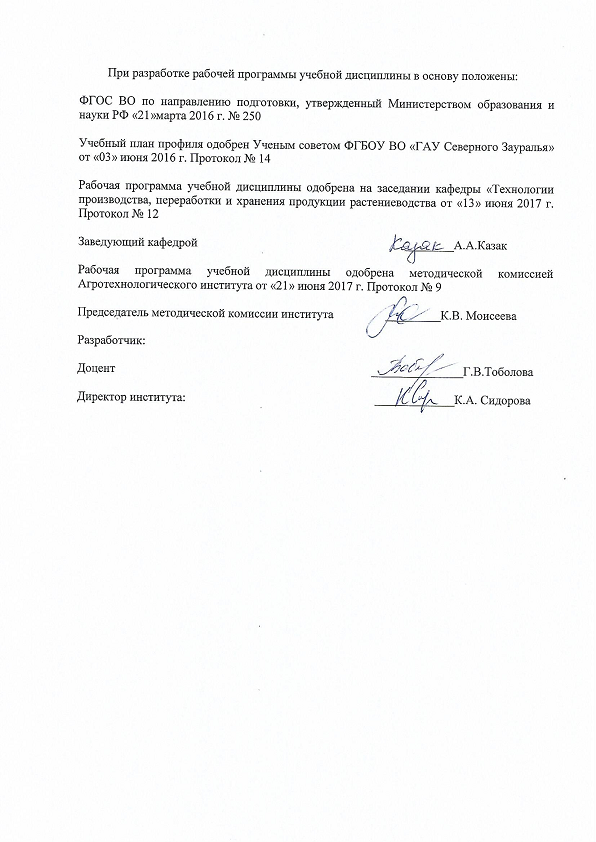 При разработке рабочей программы учебной дисциплины в основу положены:
ФГОС ВО по направлению подготовки, утвержденный Министерством образования и
науки РФ «21»марта 2016 г. № 250
Учебный план профиля одобрен Ученым советом ФГБОУ ВО «ГАУ Северного Зауралья»
от «03» июня 2016 г. Протокол № 14
Рабочая программа учебной дисциплины одобрена на заседании кафедры «Технологии
производства, переработки и хранения продукции растениеводства от «13» июня 2017 г.
Протокол № 12
Заведующий кафедрой Казак А.А.Казак
Рабочая программа учебной дисциплины одобрена методической комиссией
Агротехнологического института от «21» июня 2017 г. Протокол № 9
Председатель методической комиссии института К.В. Моисеева
Разработчик:
Доцент Г.В.Тоболова
Директор института: К.А. Сидорова